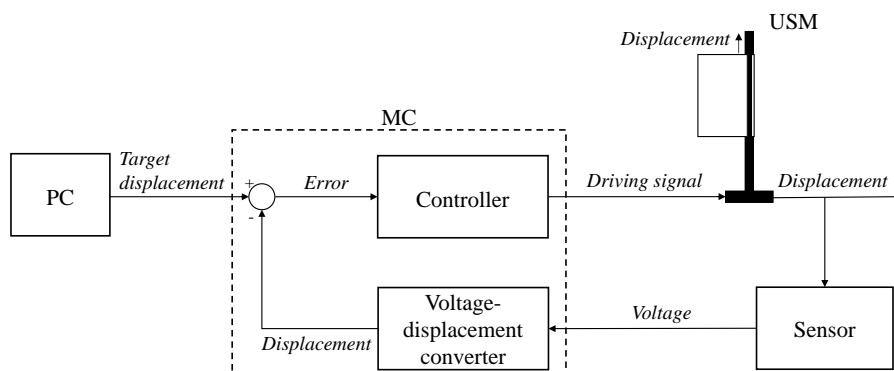 USM
Displacement
MC
PC
Target
displacement
+
-
Error
Controller
Driving signal
Displacement
Voltage-
displacement
converter
Displacement
Voltage
Sensor